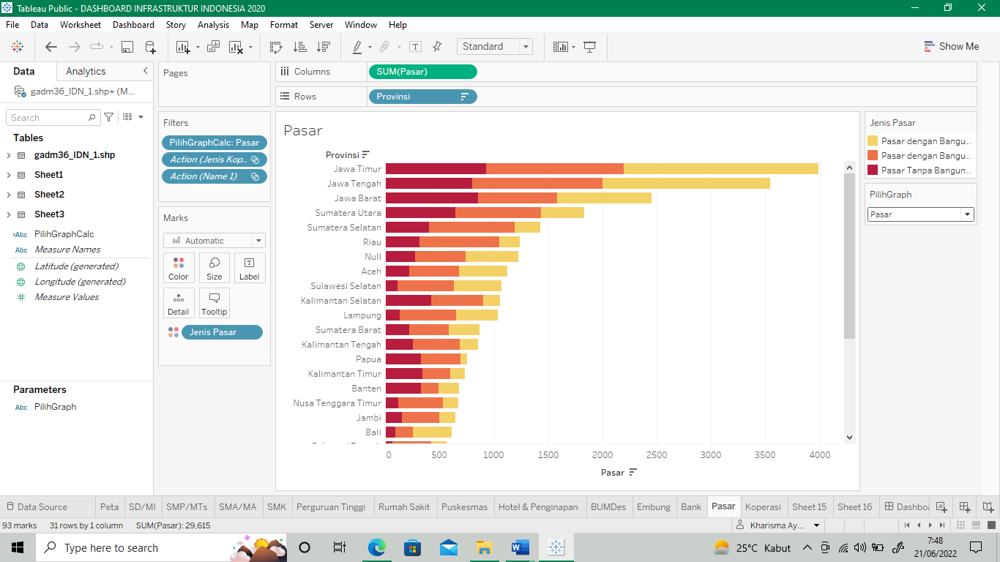 Tableau Public - DASHBOARD INFRASTRUKTUR INDONESIA 2020
File Data Worksheet Dashboard Story Analysis Map Format Server Window Help
Standard
Show Me
Data Analytics
gadm36_IDN_1.shp+ (M...
Search
Tables
gadm36_IDN_1.shp
Sheet1
Sheet2
Sheet3
=Abc PilihGraphCalc
Abc Measure Names
Latitude (generated)
Longitude (generated)
# Measure Values
Parameters
Abc PilihGraph
Pages
Filters
PilihGraphCalc: Pasar
Action (Jenis Kop..
Action (Name 1)
Marks
Automatic
Color Size Label
Detail Tooltip
Jenis Pasar
Columns SUM(Pasar)
Rows Provinsi
Pasar
Provinsi
Jawa Timur
Jawa Tengah
Jawa Barat
Sumatera Utara
Sumatera Selatan
Riau
Null
Aceh
Sulawesi Selatan
Kalimantan Selatan
Lampung
Sumatera Barat
Kalimantan Tengah
Papua
Kalimantan Timur
Banten
Nusa Tenggara Timur
Jambi
Bali
0 500 1000 1500 2000 2500 3000 3500 4000
Pasar
Jenis Pasar
Pasar dengan Bangu..
Pasar dengan Bangu..
Pasar Tanpa Bangun..
PilihGraph
Pasar
Data Source Peta SD/MI SMP/MTs SMA/MA SMK Perguruan Tinggi Rumah Sakit Puskesmas Hotel & Penginapan BUMDes Embung Bank Pasar Koperasi Sheet 15 Sheet 16 Dashboa
93 marks 31 rows by 1 column SUM(Pasar): 29,615 Kharisma Ay...
Type here to search 25°C Kabut 7:48
21/06/2022